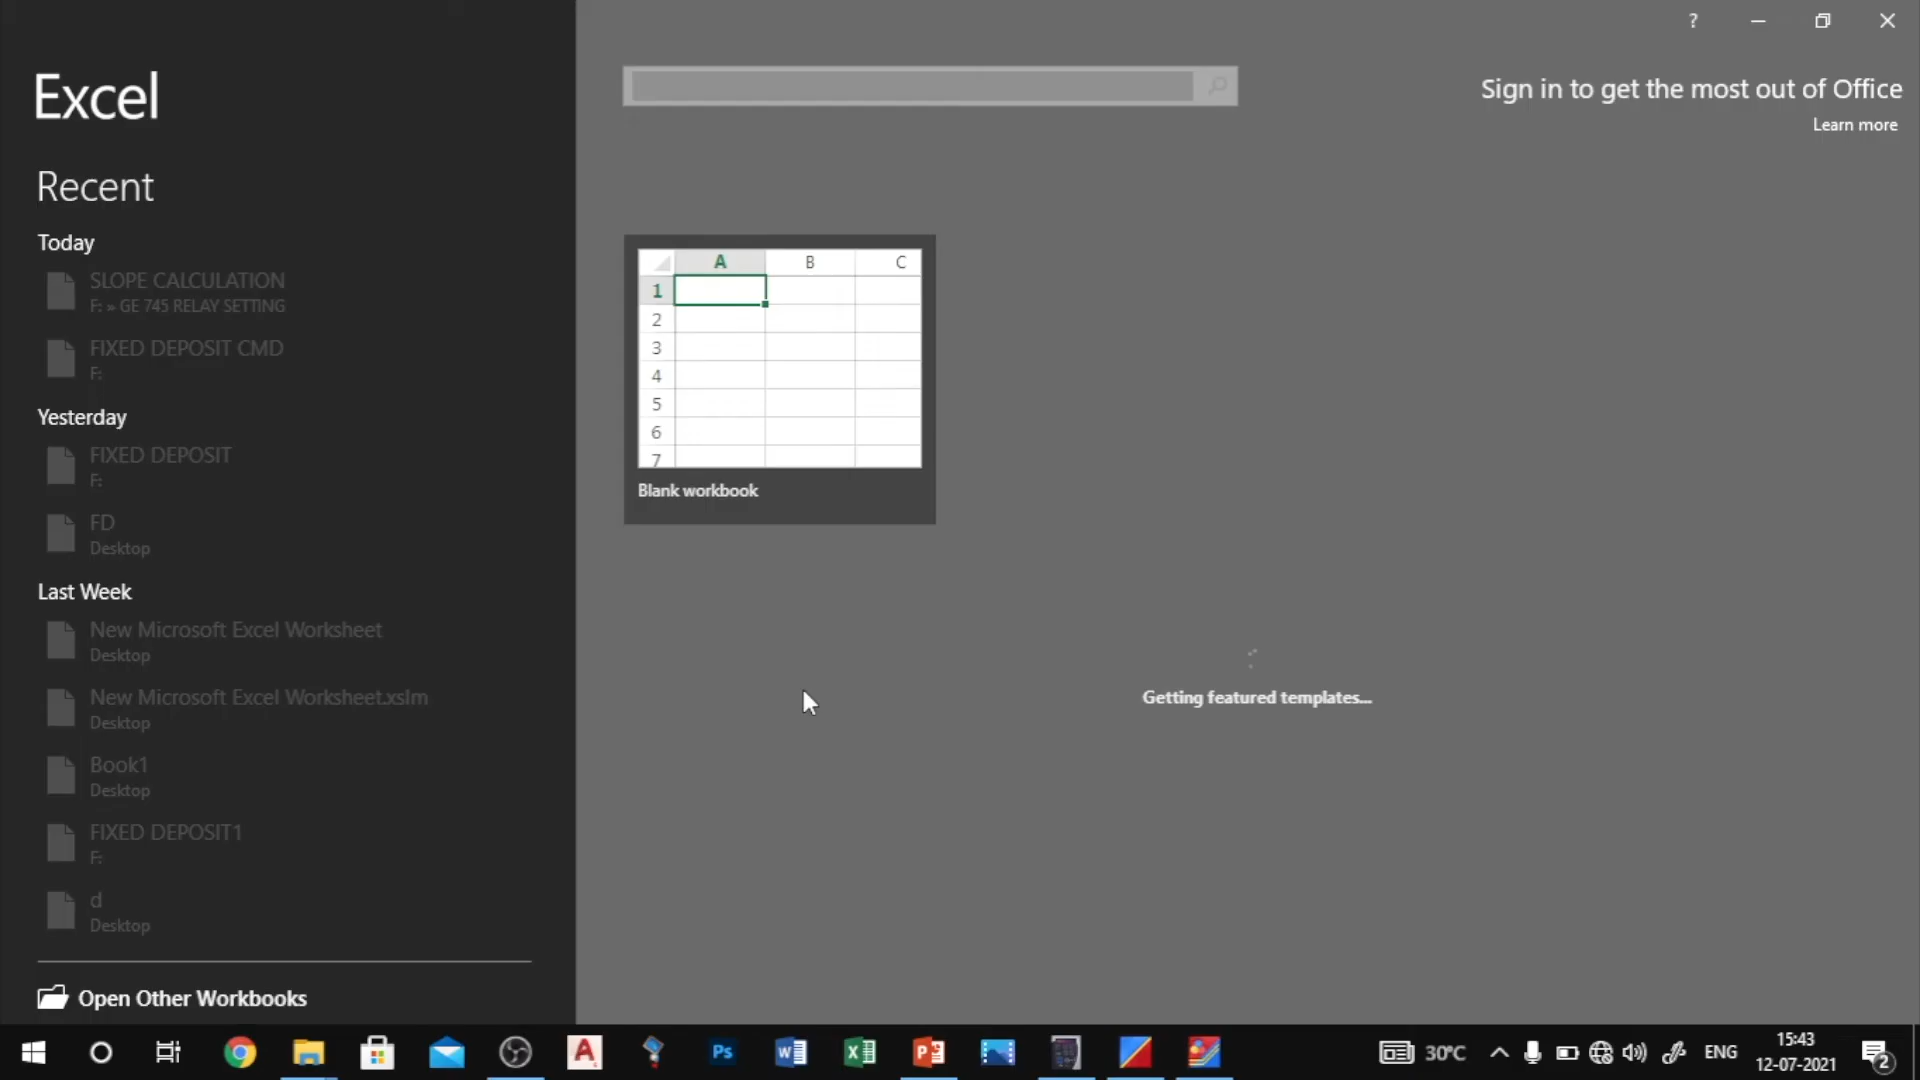 ?
Excel
Sign in to get the most out of Office
Learn more
Recent
Today
SLOPE CALCULATION
F: » GE 745 RELAY SETTING
FIXED DEPOSIT CMD
F:
Yesterday
FIXED DEPOSIT
F:
FD
Desktop
Last Week
New Microsoft Excel Worksheet
Desktop
New Microsoft Excel Worksheet.xslm
Desktop
Book1
Desktop
FIXED DEPOSIT1
F:
d
Desktop
Open Other Workbooks
A B C
1
2
3
4
5
6
7
Blank workbook
Getting featured templates...
A Ps W X P
30°C
ENG
15:43
12-07-2021
2